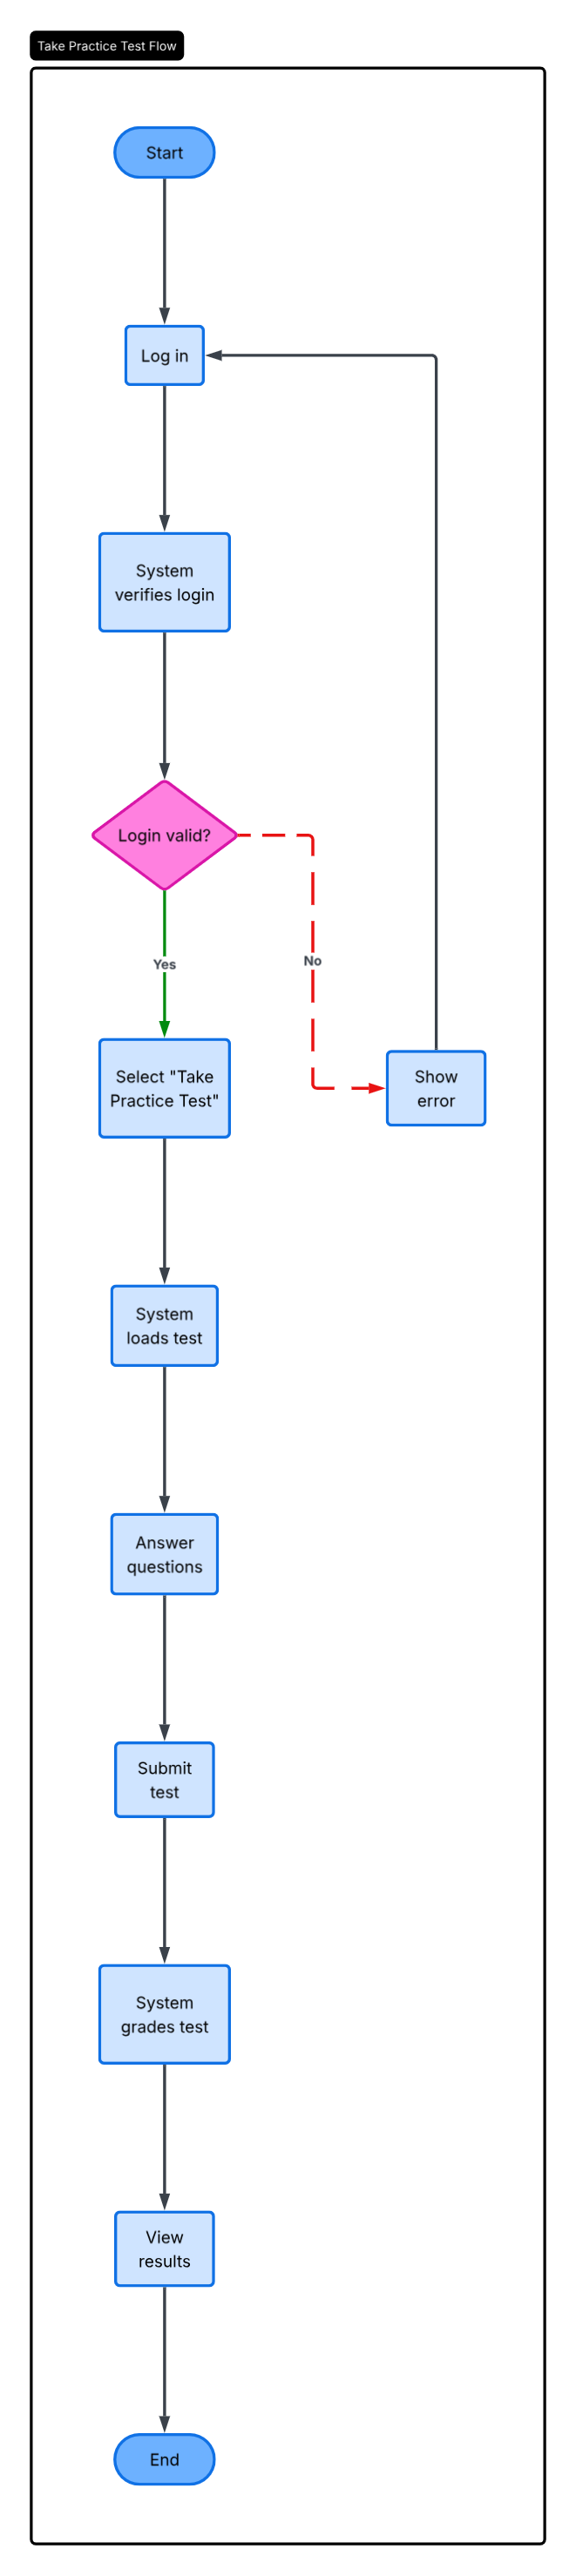 Take Practice Test Flow
Start
Log in
System
verifies login
Login valid?
Yes
No
Select "Take
Practice Test"
Show
error
System
loads test
Answer
questions
Submit
test
System
grades test
View
results
End